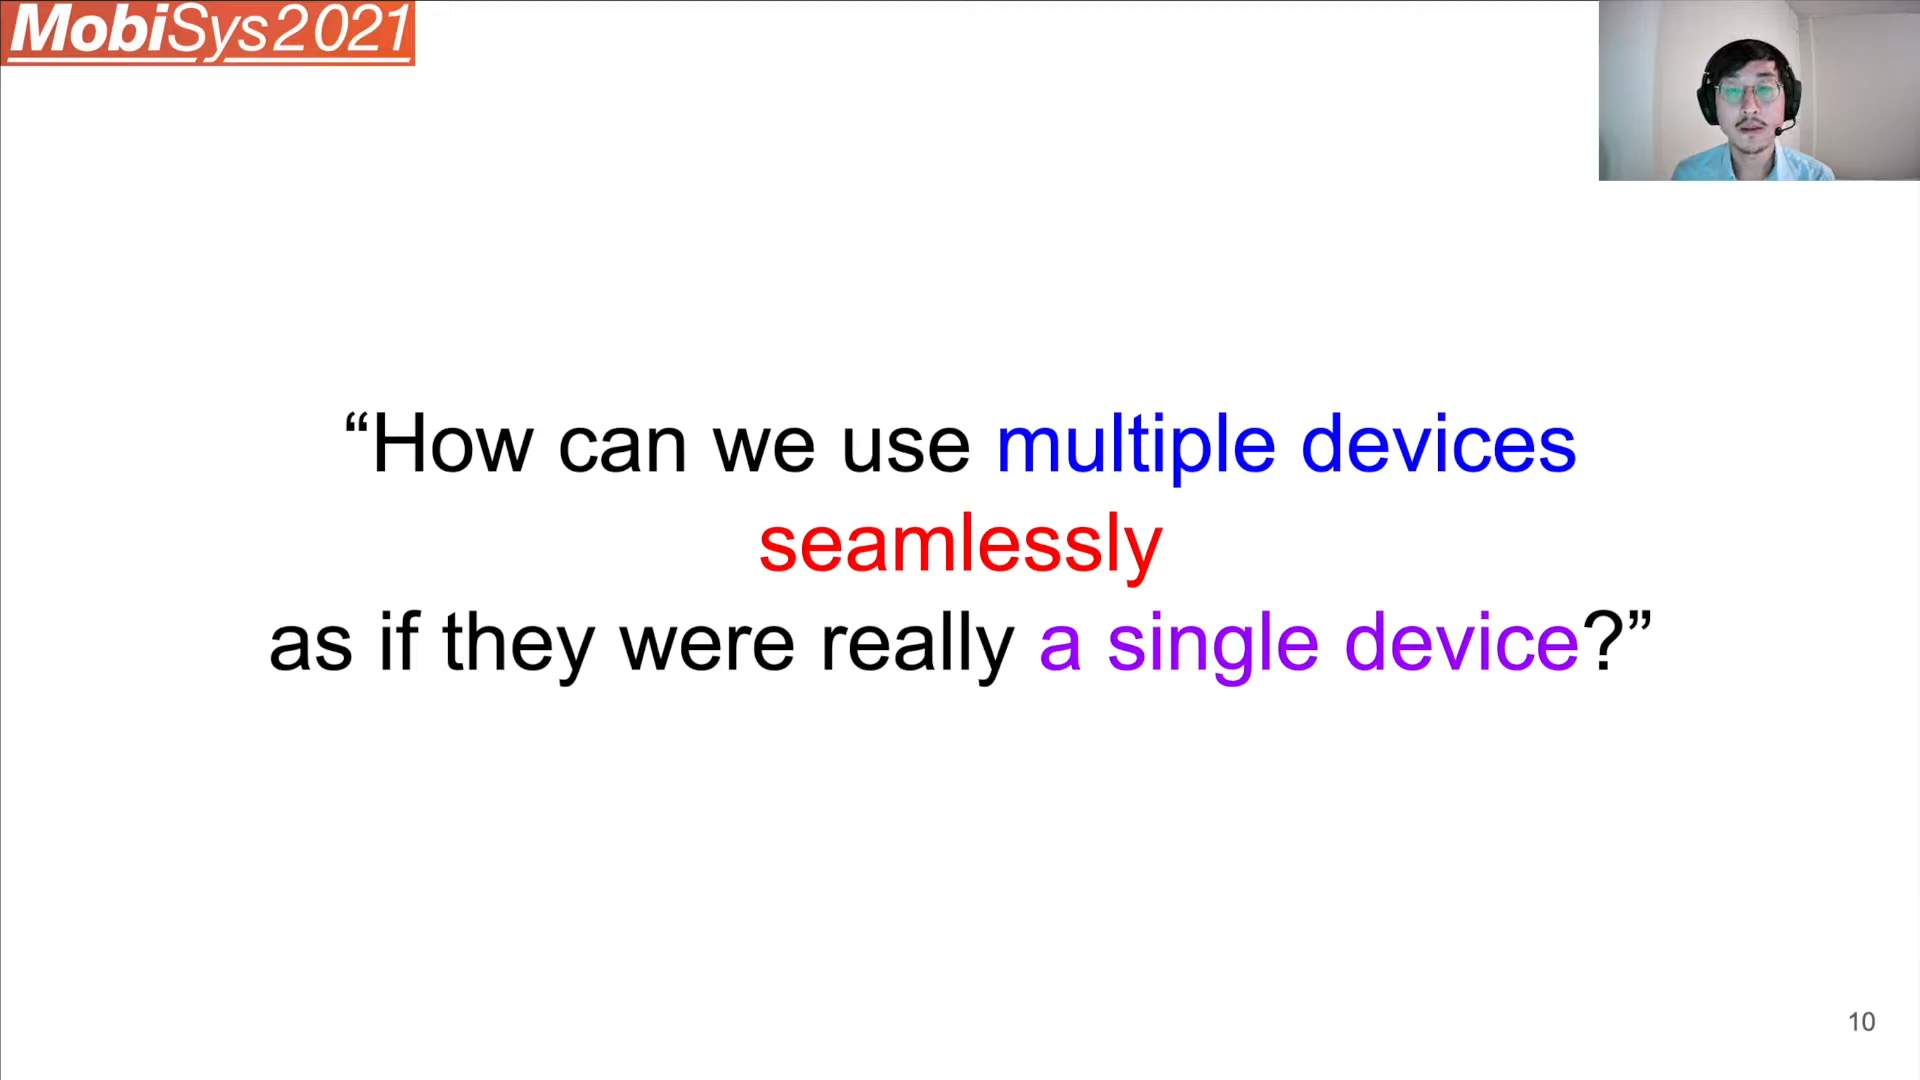 MobiSys2021
“How can we use multiple devices
seamlessly
as if they were really a single device?”
10